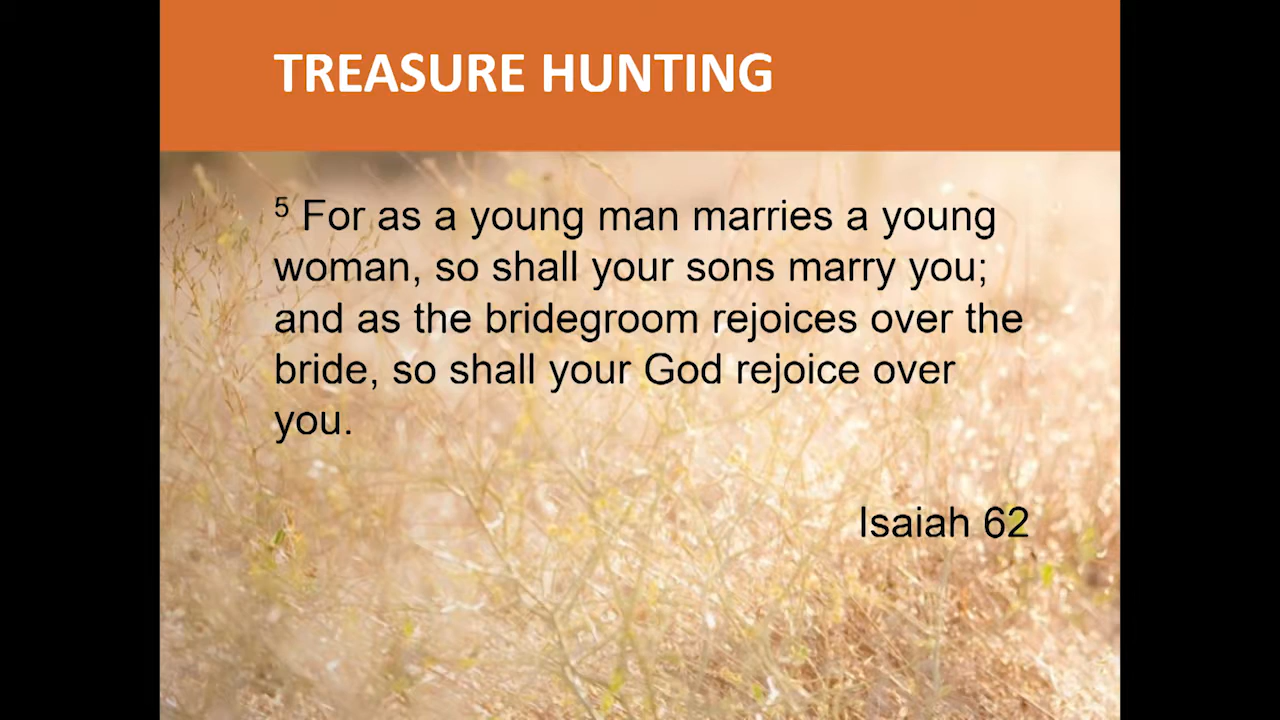 TREASURE HUNTING
5 For as a young man marries a young
woman, so shall your sons marry you;
and as the bridegroom rejoices over the
bride, so shall your God rejoice over
you.
Isaiah 62